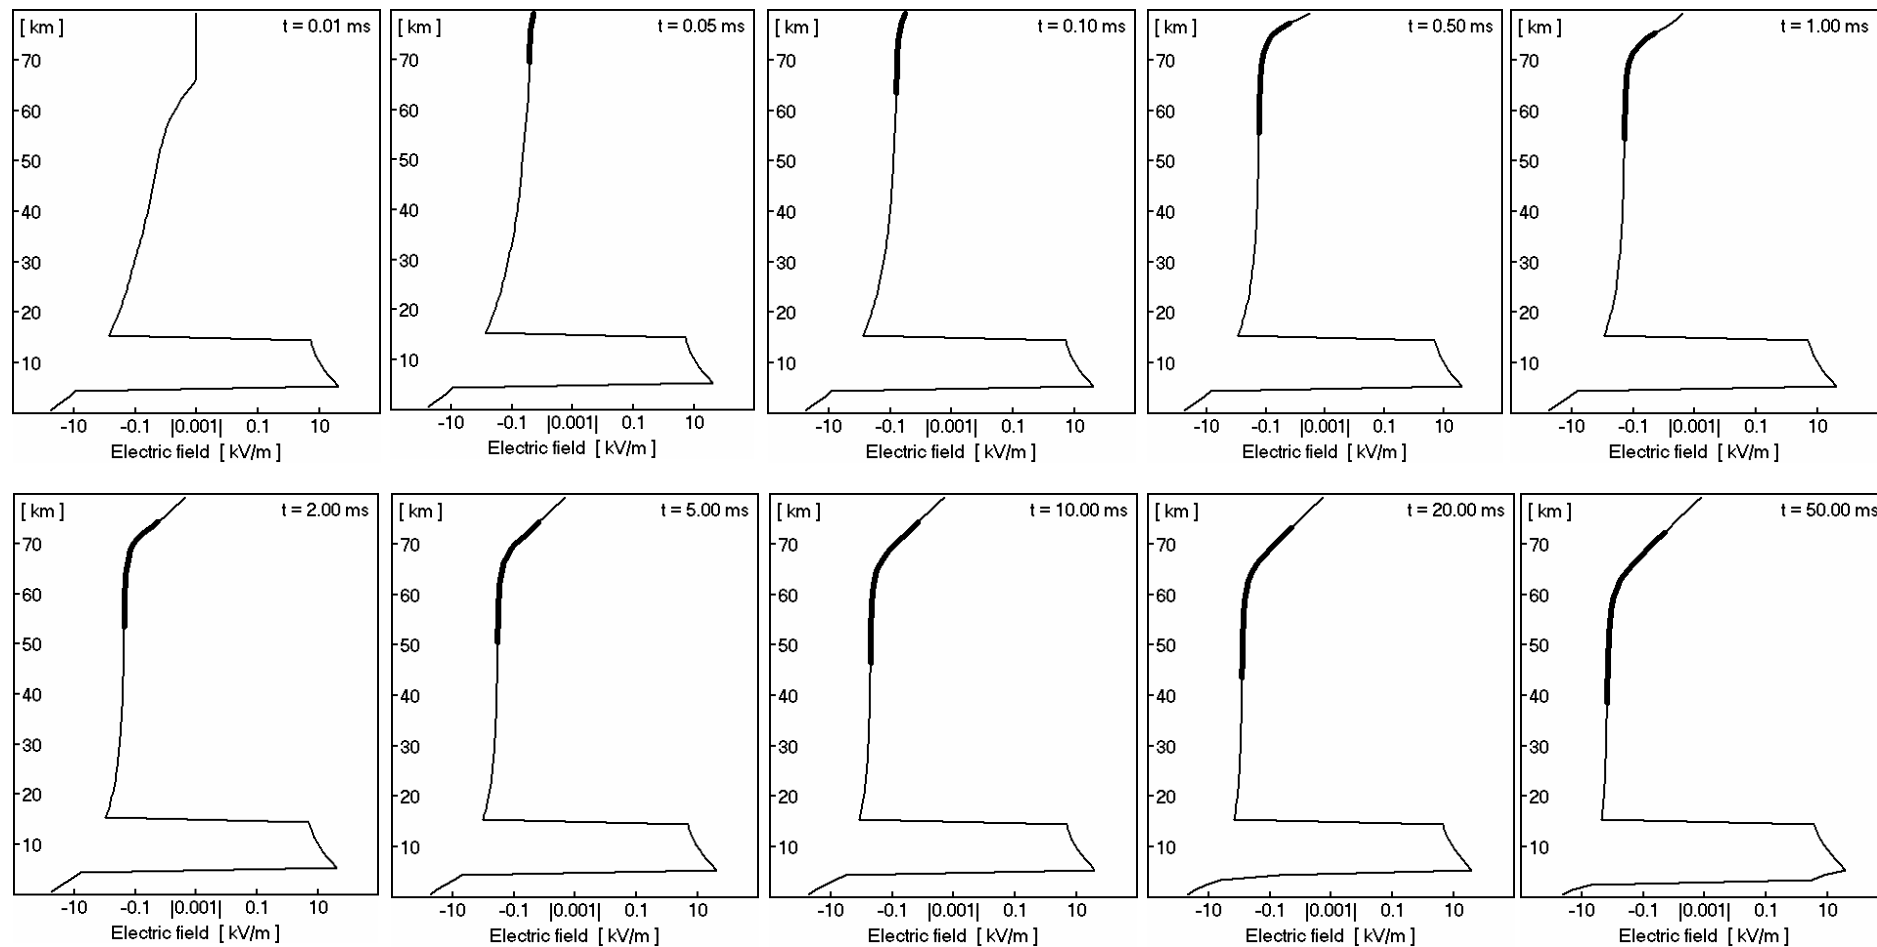 [ km ] t = 0.01 ms
70
60
50
40
30
20
10
-10 -0.1 |0.001| 0.1 10
Electric field [ kV/m ]
[ km ] t = 0.05 ms
70
60
50
40
30
20
10
-10 -0.1 |0.001| 0.1 10
Electric field [ kV/m ]
[ km ] t = 0.10 ms
70
60
50
40
30
20
10
-10 -0.1 |0.001| 0.1 10
Electric field [ kV/m ]
[ km ] t = 0.50 ms
70
60
50
40
30
20
10
-10 -0.1 |0.001| 0.1 10
Electric field [ kV/m ]
[ km ] t = 1.00 ms
70
60
50
40
30
20
10
-10 -0.1 |0.001| 0.1 10
Electric field [ kV/m ]
[ km ] t = 2.00 ms
70
60
50
40
30
20
10
-10 -0.1 |0.001| 0.1 10
Electric field [ kV/m ]
[ km ] t = 5.00 ms
70
60
50
40
30
20
10
-10 -0.1 |0.001| 0.1 10
Electric field [ kV/m ]
[ km ] t = 10.00 ms
70
60
50
40
30
20
10
-10 -0.1 |0.001| 0.1 10
Electric field [ kV/m ]
[ km ] t = 20.00 ms
70
60
50
40
30
20
10
-10 -0.1 |0.001| 0.1 10
Electric field [ kV/m ]
[ km ] t = 50.00 ms
70
60
50
40
30
20
10
-10 -0.1 |0.001| 0.1 10
Electric field [ kV/m ]